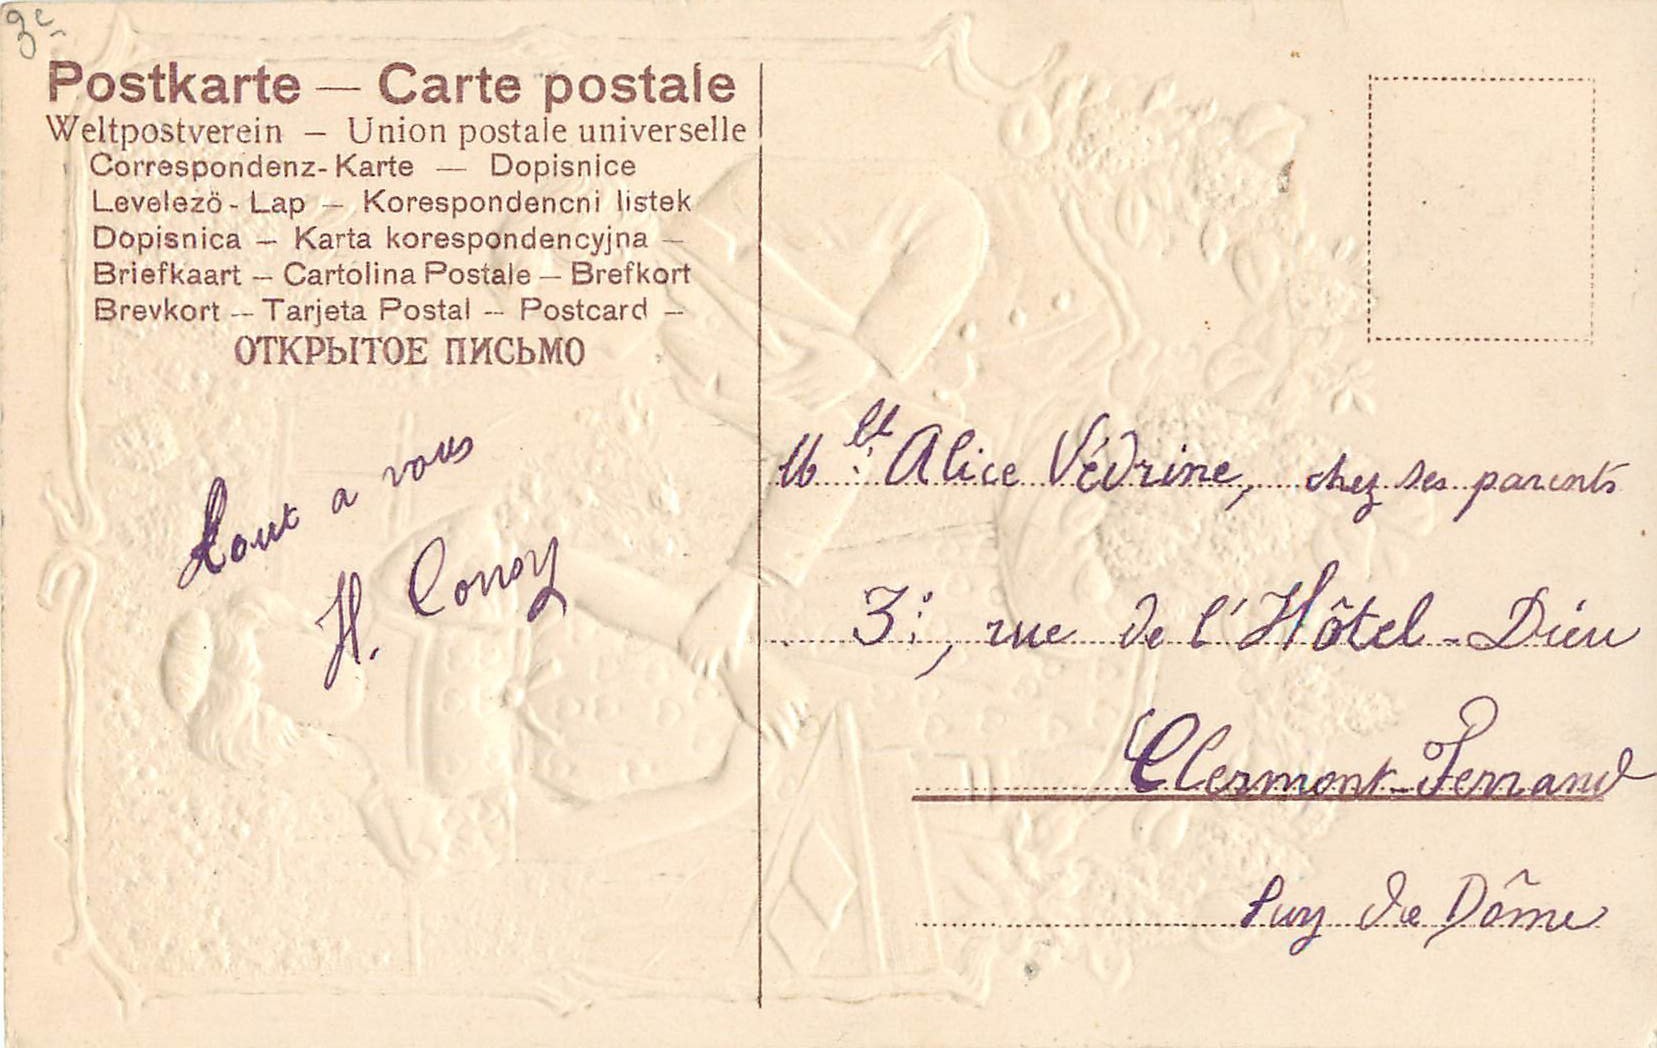 3e
Postkarte — Carte postale
Weltpostverein – Union postale universelle
Correspondenz-Karte — Dopisnice
Levelezö-Lap – Korespondencni listek
Dopisnica – Karta korespondencyjna –
Briefkaart – Cartolina Postale – Brefkort
Brevkort -- Tarjeta Postal -- Postcard –
ОТКРЫТОЕ ПИСЬМО
Tout a vous
H.
Mlle Alice Védrine, chez ses parents
3, rue de l'Hôtel-Dieu
Clermont-Ferrand
Puy de Dôme